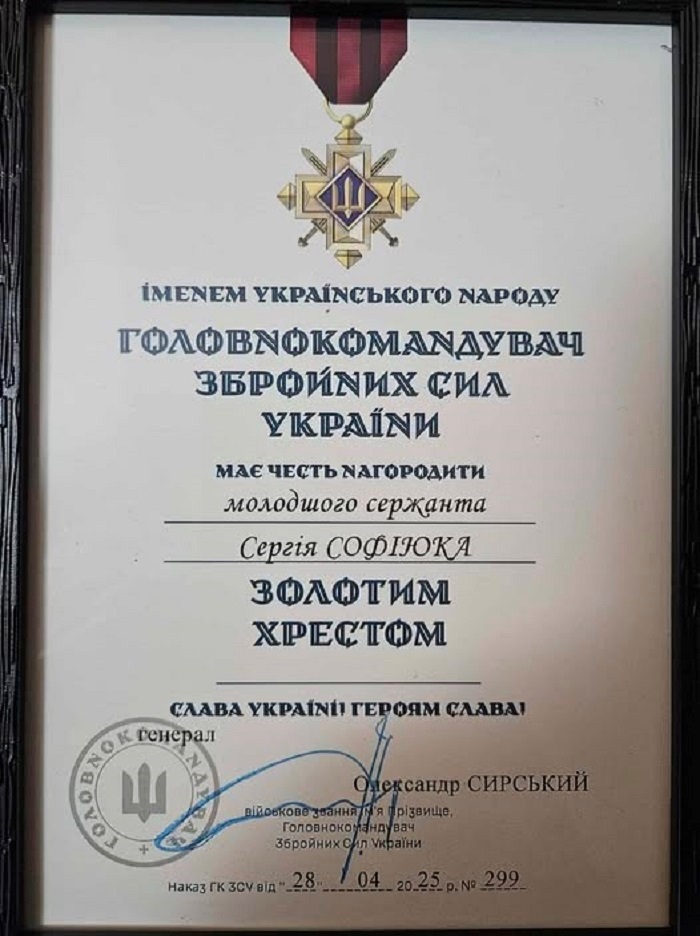 ІМЕНЕМ УКРАЇНСЬКОГО НАРОДУ
ГОЛОВНОКОМАНДУВАЧ
ЗБРОЙНИХ СИЛ
УКРАЇНИ
МАЄ ЧЕСТЬ НАГОРОДИТИ
молодшого сержанта
Сергія СОФІЮКА
ЗОЛОТИМ
ХРЕСТОМ
СЛАВА УКРАЇНІ! ГЕРОЯМ СЛАВА!
генерал
ГОЛОВНОКОМАНДУВАЧ
Олександр СИРСЬКИЙ
військове звання, ім'я Прізвище,
Головнокомандувач
Збройних Сил України
Наказ ГК ЗСУ від "28" 04 2025 р. № 299